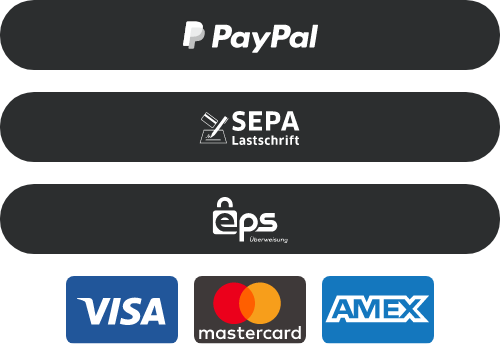 PayPal
SEPA
Lastschrift
eps
Überweisung
VISA
mastercard
AMEX